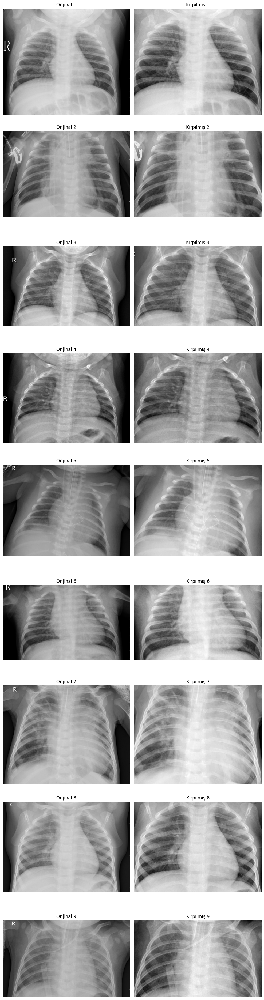 Orijinal 1
Kırpılmış 1
R
Orijinal 2
Kırpılmış 2
Orijinal 3
Kırpılmış 3
R
Orijinal 4
Kırpılmış 4
R
Orijinal 5
Kırpılmış 5
R
Orijinal 6
Kırpılmış 6
R
Orijinal 7
Kırpılmış 7
R
Orijinal 8
Kırpılmış 8
R
Orijinal 9
Kırpılmış 9
R